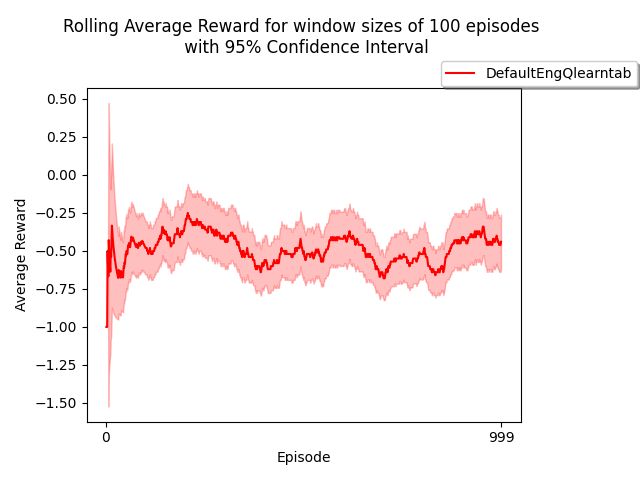 Rolling Average Reward for window sizes of 100 episodes
with 95% Confidence Interval
DefaultEngQlearntab
0.50
0.25
0.00
−0.25
−0.50
−0.75
−1.00
−1.25
−1.50
Average Reward
0
999
Episode